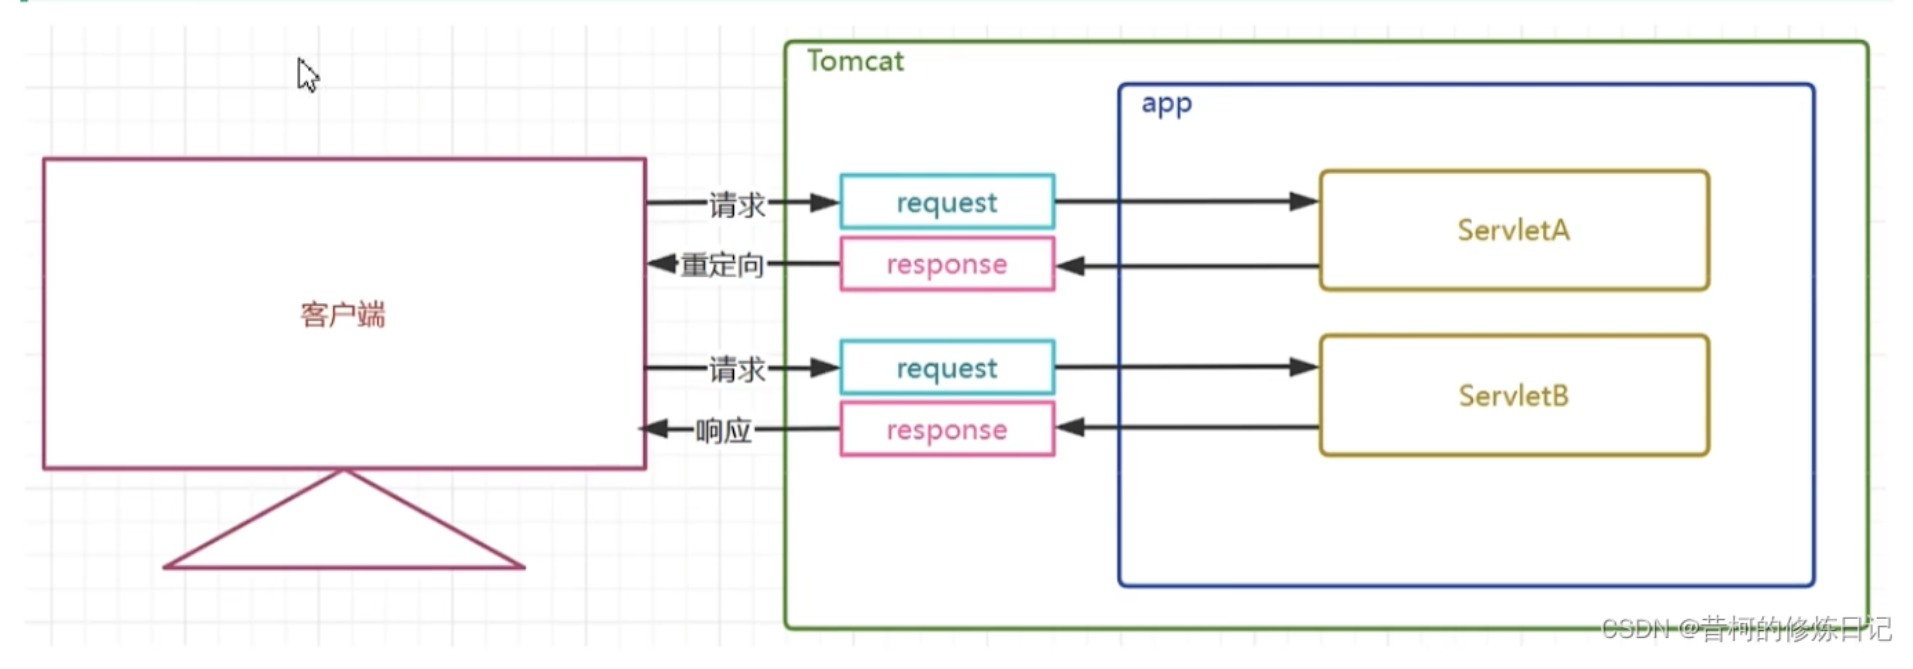 Tomcat
app
请求
request
ServletA
重定向
response
客户端
请求
request
ServletB
响应
response
CSDN @昔柯的修炼日记